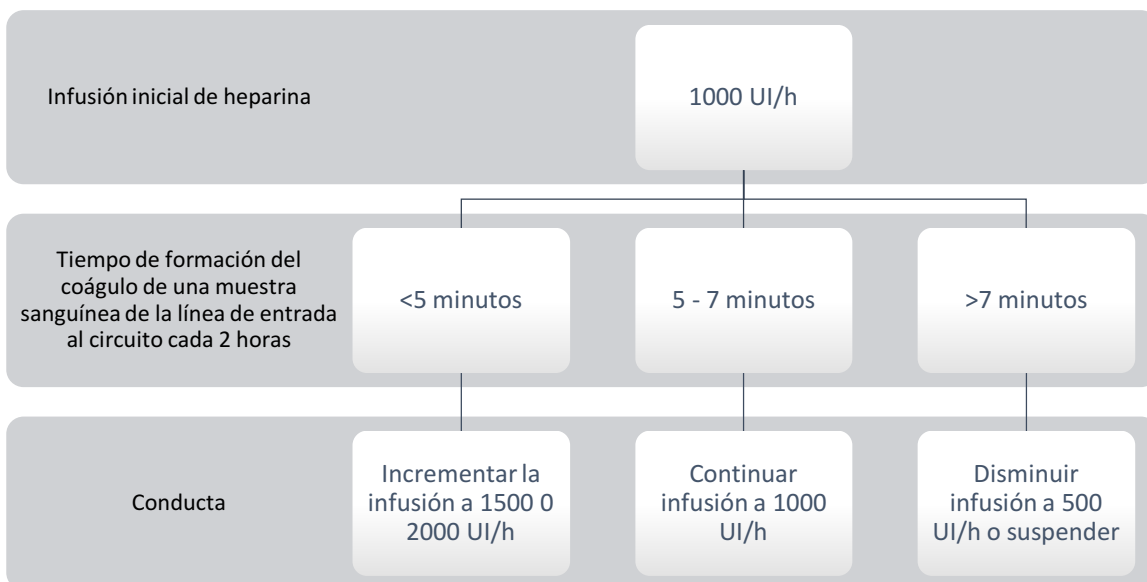 Infusión inicial de heparina
1000 UI/h
Tiempo de formación del
coágulo de una muestra
sanguínea de la línea de entrada
al circuito cada 2 horas
<5 minutos
5 - 7 minutos
>7 minutos
Conducta
Incrementar la
infusión a 1500 0
2000 UI/h
Continuar
infusión a 1000
UI/h
Disminuir
infusión a 500
UI/h o suspender